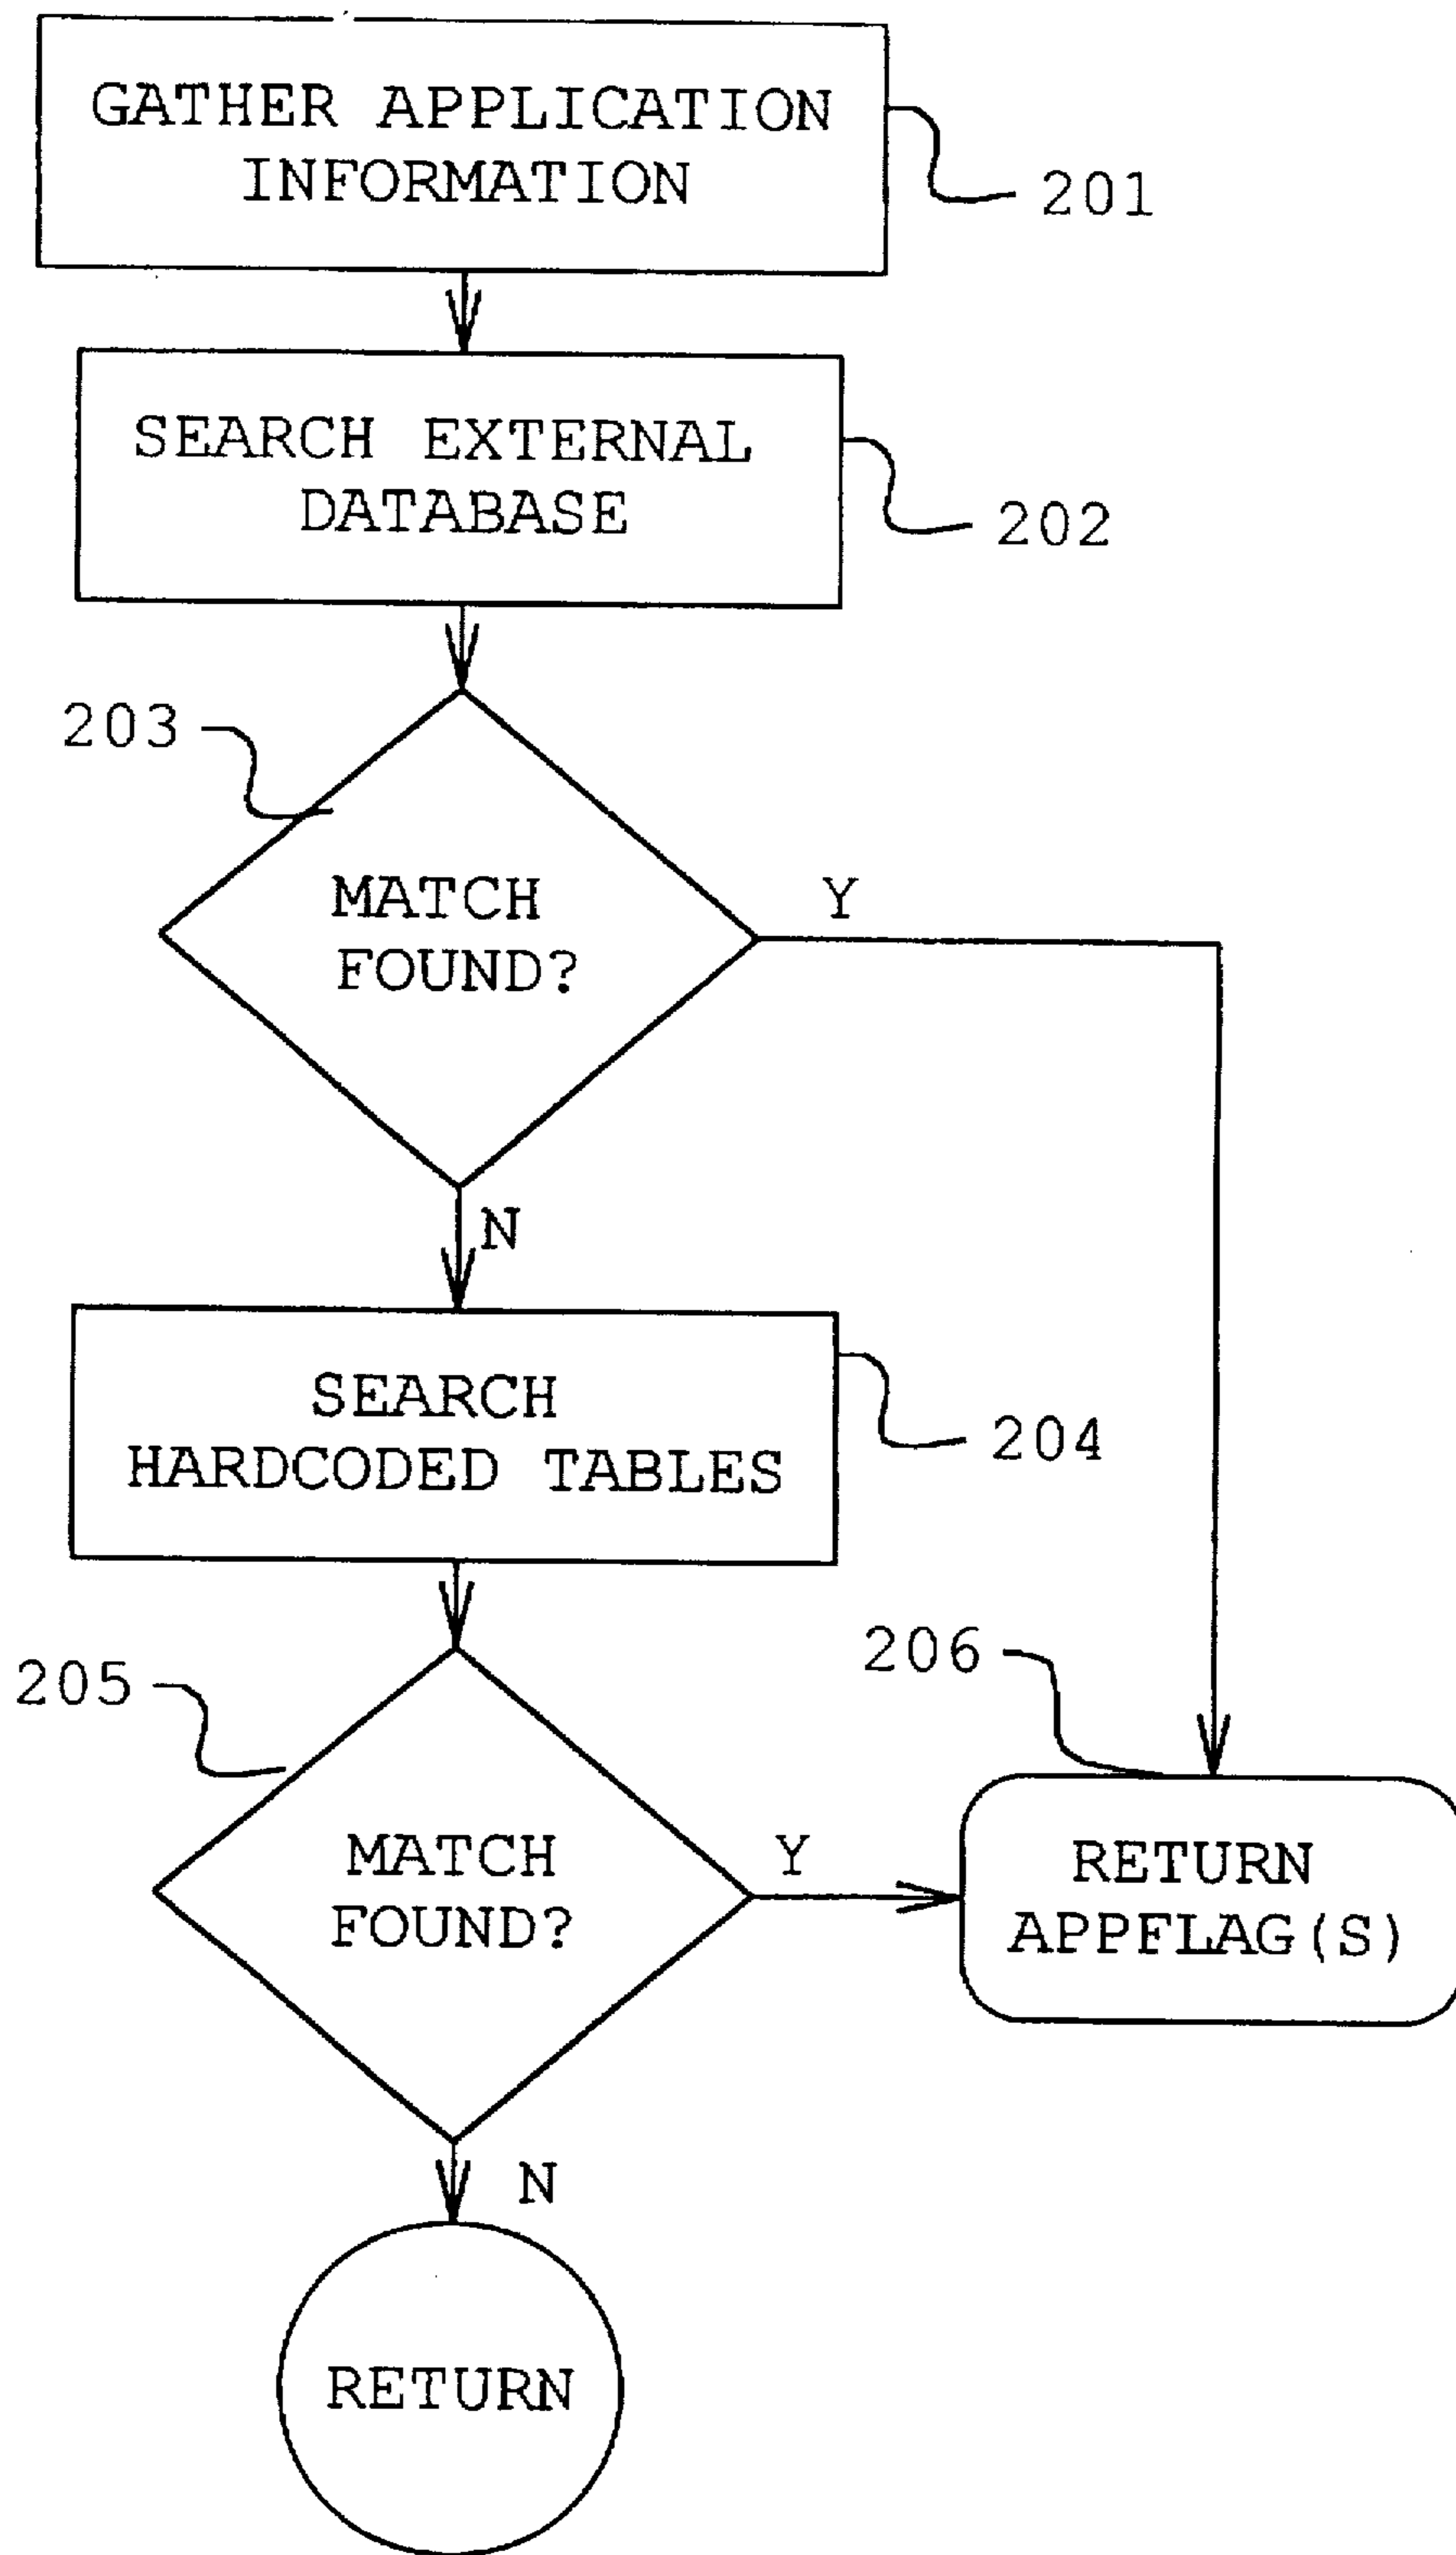 GATHER APPLICATION
INFORMATION
201
SEARCH EXTERNAL
DATABASE
202
203
MATCH
FOUND?
Y
N
SEARCH
HARDCODED TABLES
204
205
206
MATCH
FOUND?
Y
RETURN
APPFLAG(S)
N
RETURN